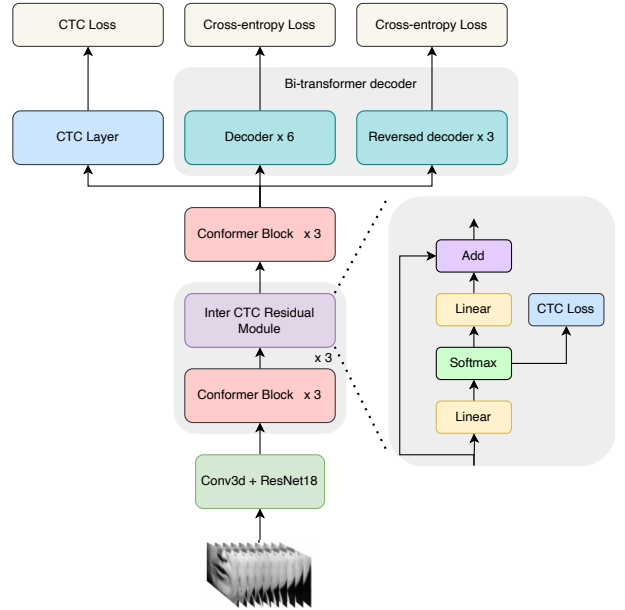 CTC Loss
Cross-entropy Loss
Cross-entropy Loss
Bi-transformer decoder
CTC Layer
Decoder x 6
Reversed decoder x 3
Conformer Block x 3
Inter CTC Residual
Module
x 3
Conformer Block x 3
Conv3d + ResNet18
Add
Linear
CTC Loss
Softmax
Linear